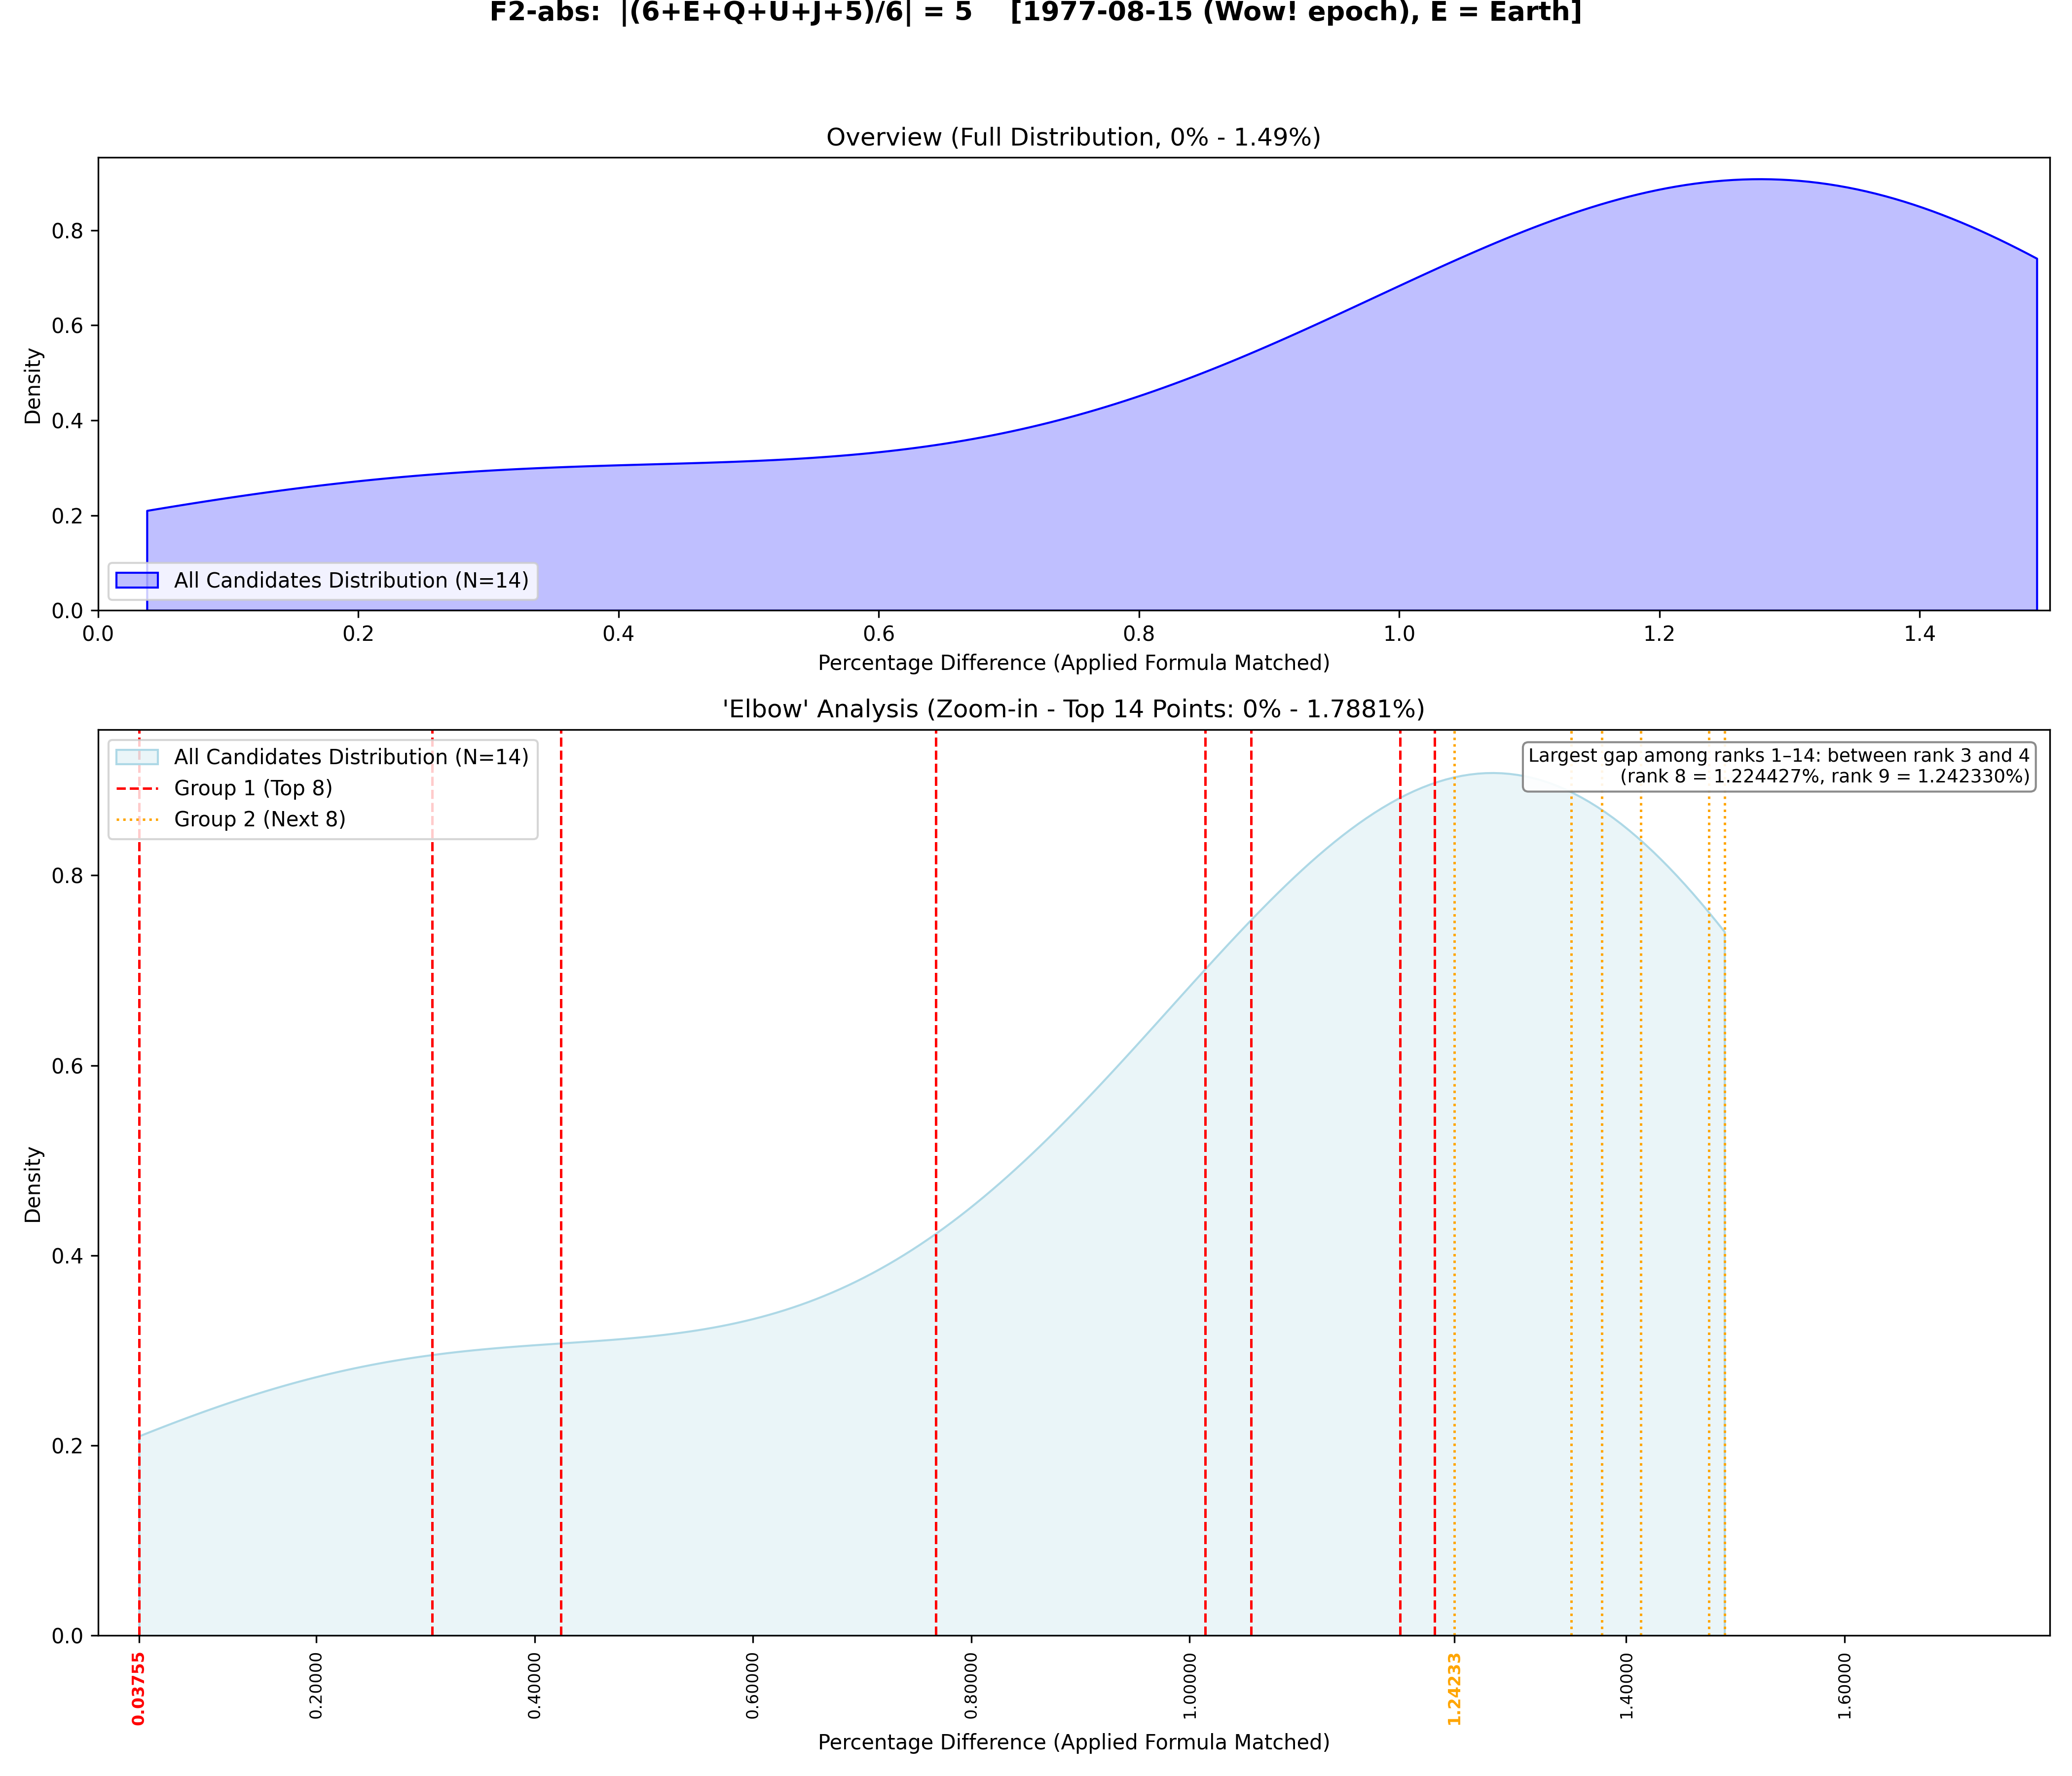 F2-abs:  |(6+E+Q+U+J+5)/6| = 5    [1977-08-15 (Wow! epoch), E = Earth]
Overview (Full Distribution, 0% - 1.49%)
Density
0.8
0.6
0.4
0.2
0.0
All Candidates Distribution (N=14)
0.0 0.2 0.4 0.6 0.8 1.0 1.2 1.4
Percentage Difference (Applied Formula Matched)
'Elbow' Analysis (Zoom-in - Top 14 Points: 0% - 1.7881%)
All Candidates Distribution (N=14)
Group 1 (Top 8)
Group 2 (Next 8)
Largest gap among ranks 1–14: between rank 3 and 4
(rank 8 = 1.224427%, rank 9 = 1.242330%)
Density
0.8
0.6
0.4
0.2
0.0
0.03755 0.20000 0.40000 0.60000 0.80000 1.00000 1.24233 1.40000 1.60000
Percentage Difference (Applied Formula Matched)